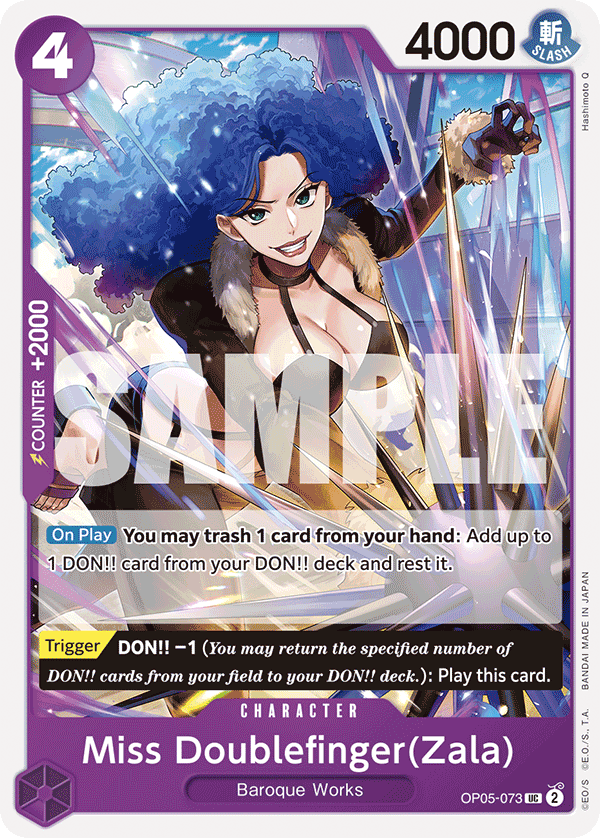 4
4000
斬
SLASH
Hashimoto Q
COUNTER +2000
SAMPLE
On Play You may trash 1 card from your hand: Add up to
1 DON!! card from your DON!! deck and rest it.
Trigger DON!! −1 (You may return the specified number of
DON!! cards from your field to your DON!! deck.): Play this card.
CHARACTER
Miss Doublefinger(Zala)
Baroque Works
OP05-073 UC 2
©E.O/S ©E.O./S., T.A. BANDAI MADE IN JAPAN